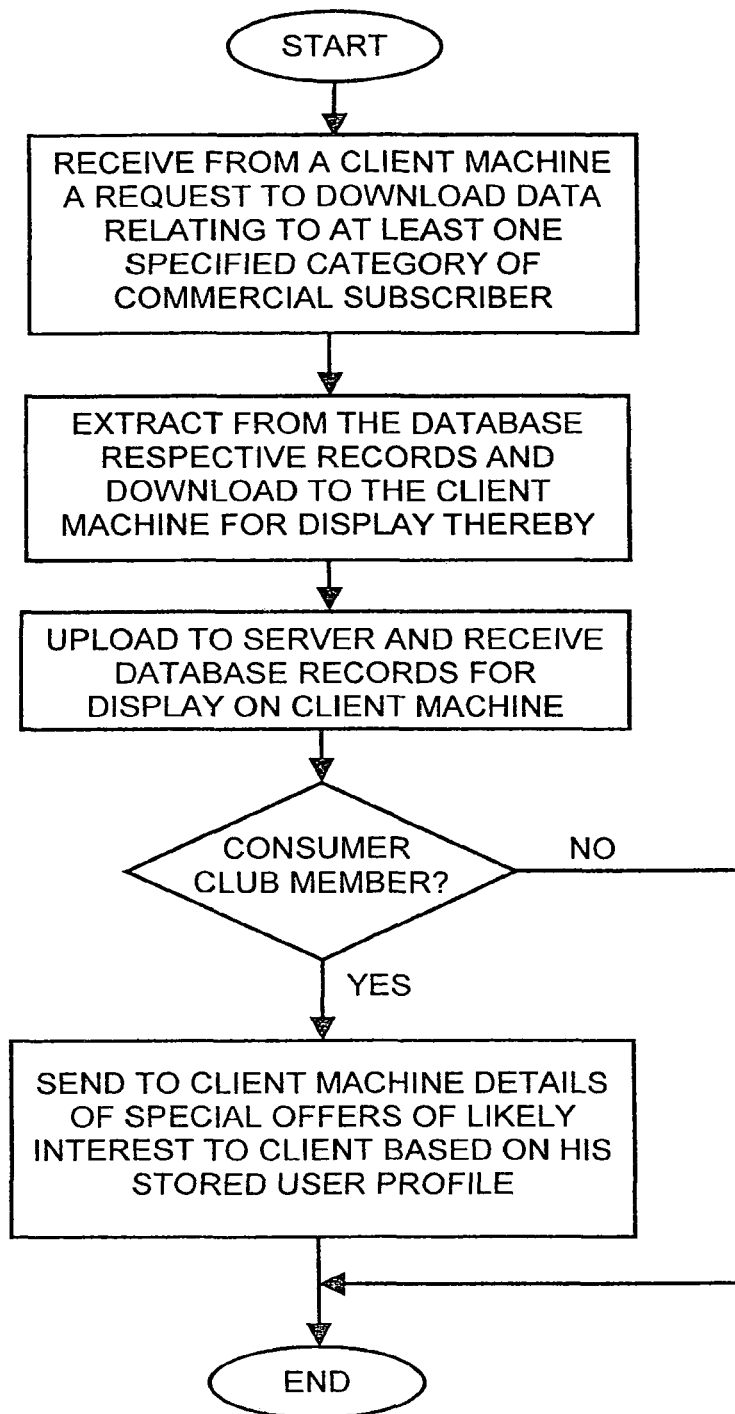 START
RECEIVE FROM A CLIENT MACHINE
A REQUEST TO DOWNLOAD DATA
RELATING TO AT LEAST ONE
SPECIFIED CATEGORY OF
COMMERCIAL SUBSCRIBER
EXTRACT FROM THE DATABASE
RESPECTIVE RECORDS AND
DOWNLOAD TO THE CLIENT
MACHINE FOR DISPLAY THEREBY
UPLOAD TO SERVER AND RECEIVE
DATABASE RECORDS FOR
DISPLAY ON CLIENT MACHINE
CONSUMER
CLUB MEMBER?
NO
YES
SEND TO CLIENT MACHINE DETAILS
OF SPECIAL OFFERS OF LIKELY
INTEREST TO CLIENT BASED ON HIS
STORED USER PROFILE
END